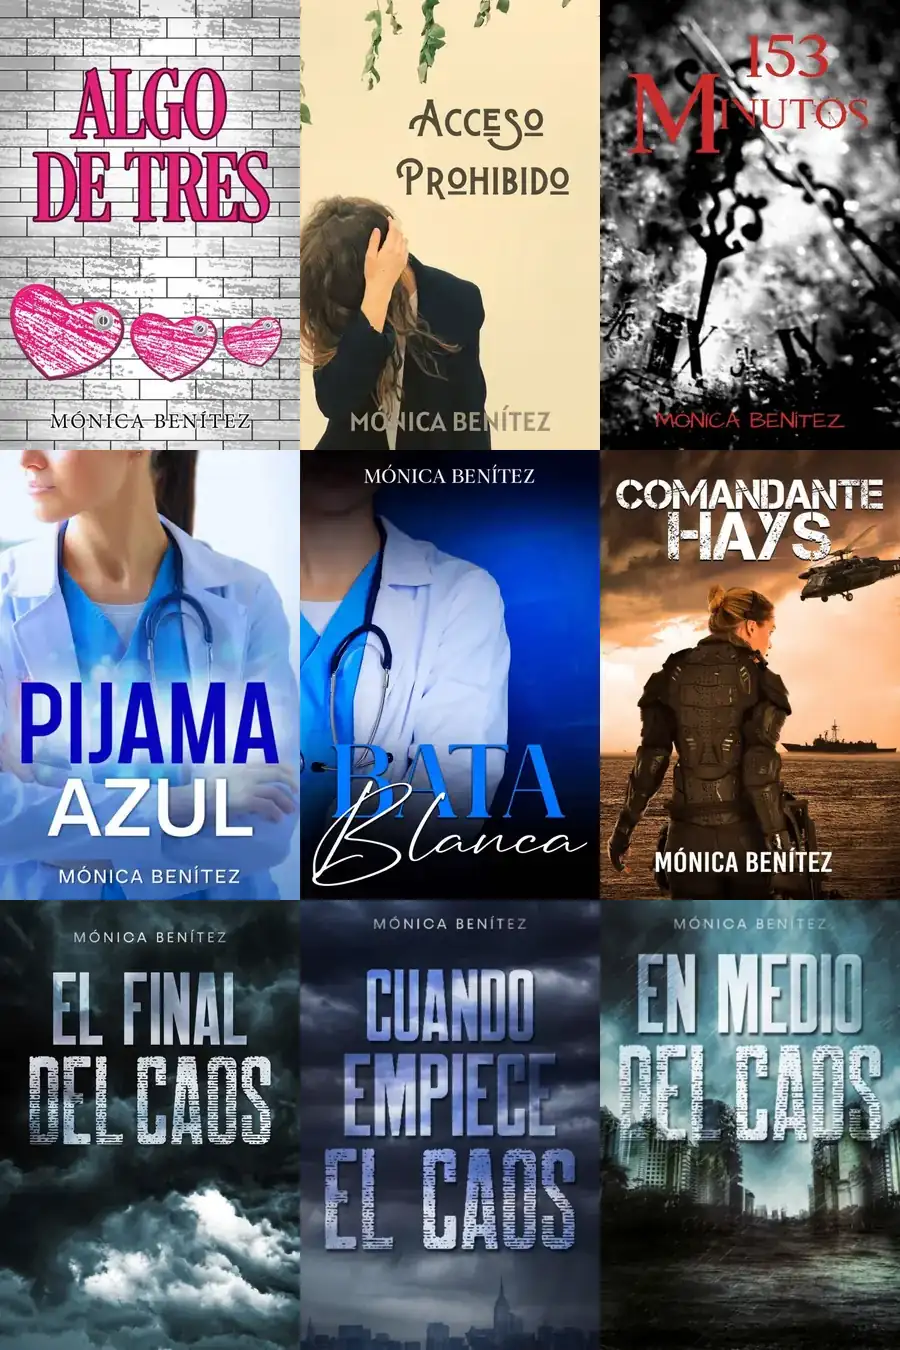 ALGO
DE TRES
MÓNICA BENÍTEZ
ACCESO
PROHIBIDO
MÓNICA BENÍTEZ
153
MINUTOS
MÓNICA BENÍTEZ
PIJAMA
AZUL
MÓNICA BENÍTEZ
MÓNICA BENÍTEZ
BATA
Blanca
COMANDANTE
HAYS
MÓNICA BENÍTEZ
MÓNICA BENÍTEZ
EL FINAL
DEL CAOS
MÓNICA BENÍTEZ
CUANDO
EMPIECE
EL CAOS
MÓNICA BENÍTEZ
EN MEDIO
DEL CAOS